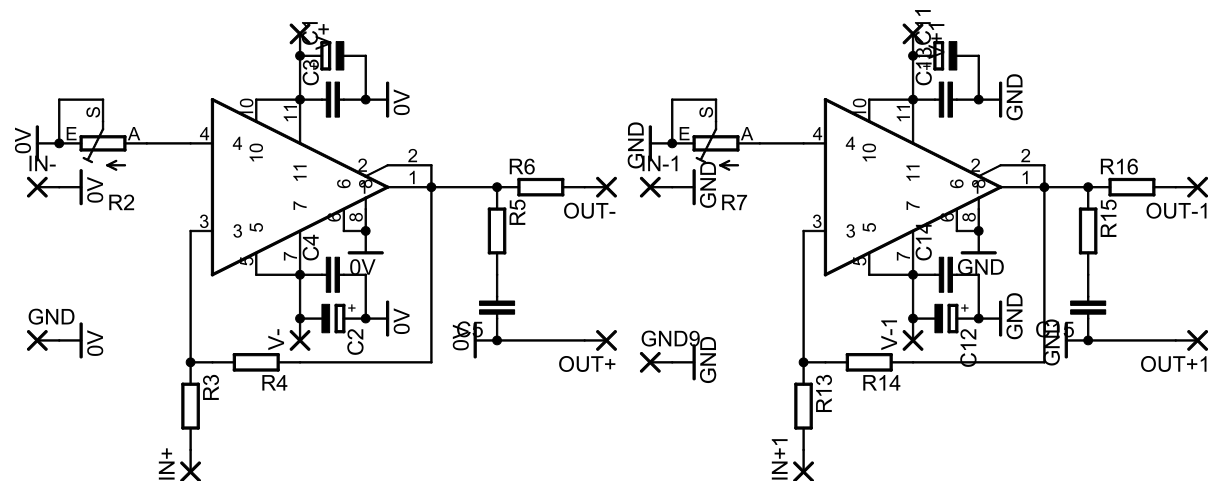 V+
C1
C3
+
10
11
0V
S
E
A
4
4
10
0V
IN-
0V
R2
11
2
2
1
6
8
R6
OUT-
R5
3
3
5
7
6
8
5
7
C4
0V
GND
0V
V-
+
C2
0V
C5
0V
OUT+
R4
R3
IN+
V+1
C11
C13
+
10
11
GND
S
E
A
4
4
10
GND
IN-1
GND
R7
11
2
2
1
6
8
R16
OUT-1
R15
3
3
5
7
6
8
5
7
C14
GND
GND9
GND
V-1
+
C12
GND
C15
GND
OUT+1
R14
R13
IN+1